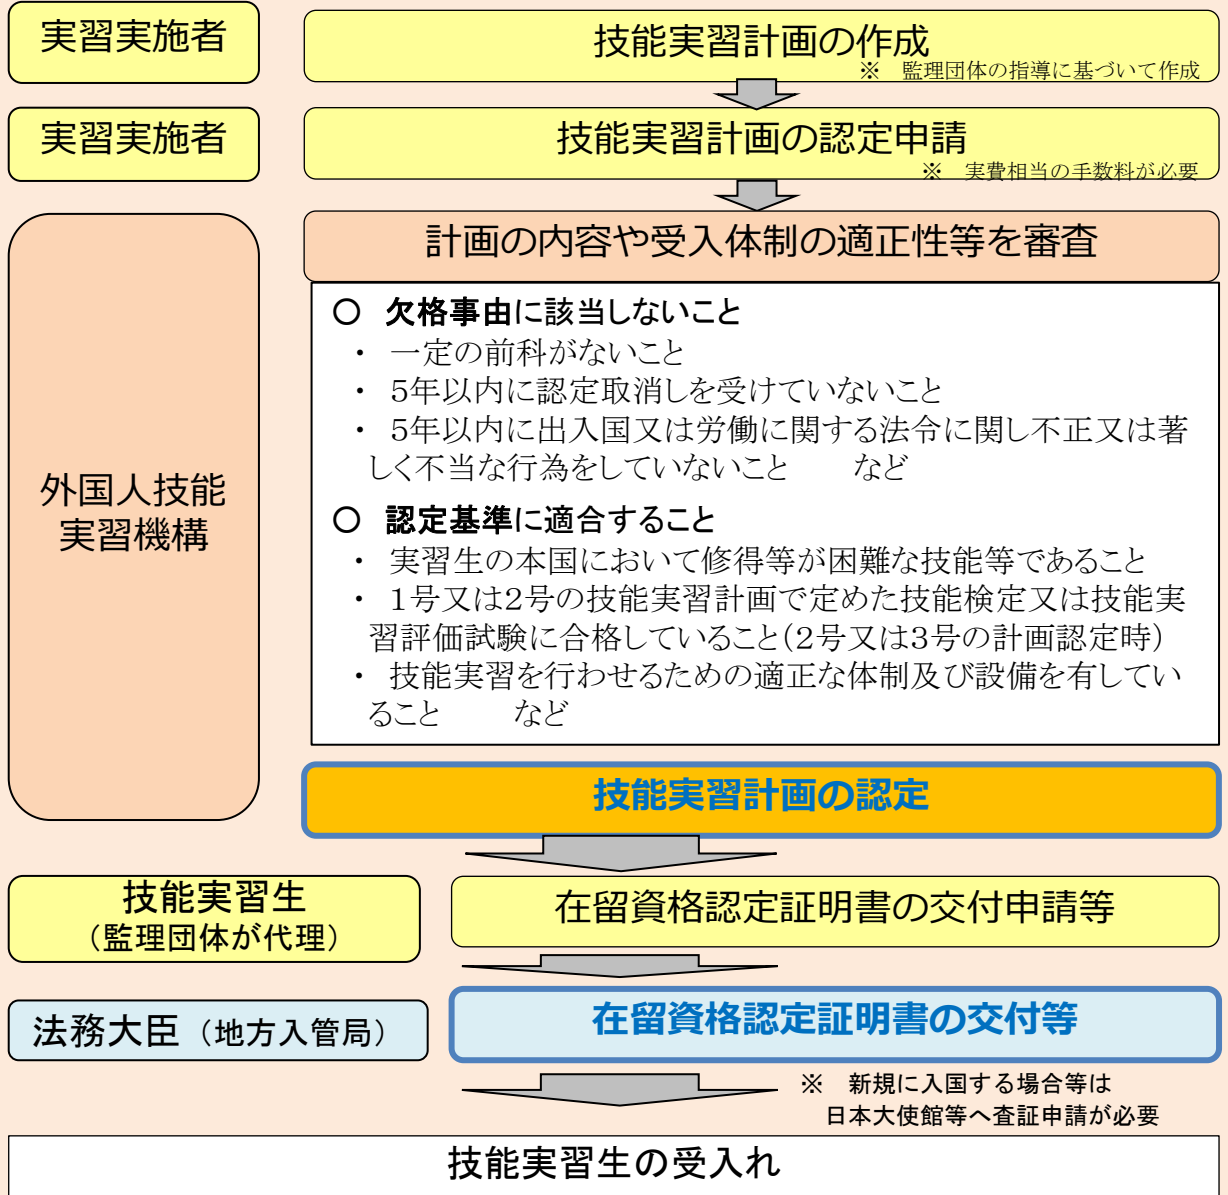 実習実施者
技能実習計画の作成
※ 監理団体の指導に基づいて作成
実習実施者
技能実習計画の認定申請
※ 実費相当の手数料が必要
外国人技能
実習機構
計画の内容や受入体制の適正性等を審査
○ 欠格事由に該当しないこと
・ 一定の前科がないこと
・ 5年以内に認定取消しを受けていないこと
・ 5年以内に出入国又は労働に関する法令に関し不正又は著
しく不当な行為をしていないこと など
○ 認定基準に適合すること
・ 実習生の本国において修得等が困難な技能等であること
・ 1号又は2号の技能実習計画で定めた技能検定又は技能実
習評価試験に合格していること(2号又は3号の計画認定時)
・ 技能実習を行わせるための適正な体制及び設備を有してい
ること など
技能実習計画の認定
技能実習生
(監理団体が代理)
在留資格認定証明書の交付申請等
法務大臣(地方入管局)
在留資格認定証明書の交付等
※ 新規に入国する場合等は
日本大使館等へ査証申請が必要
技能実習生の受入れ